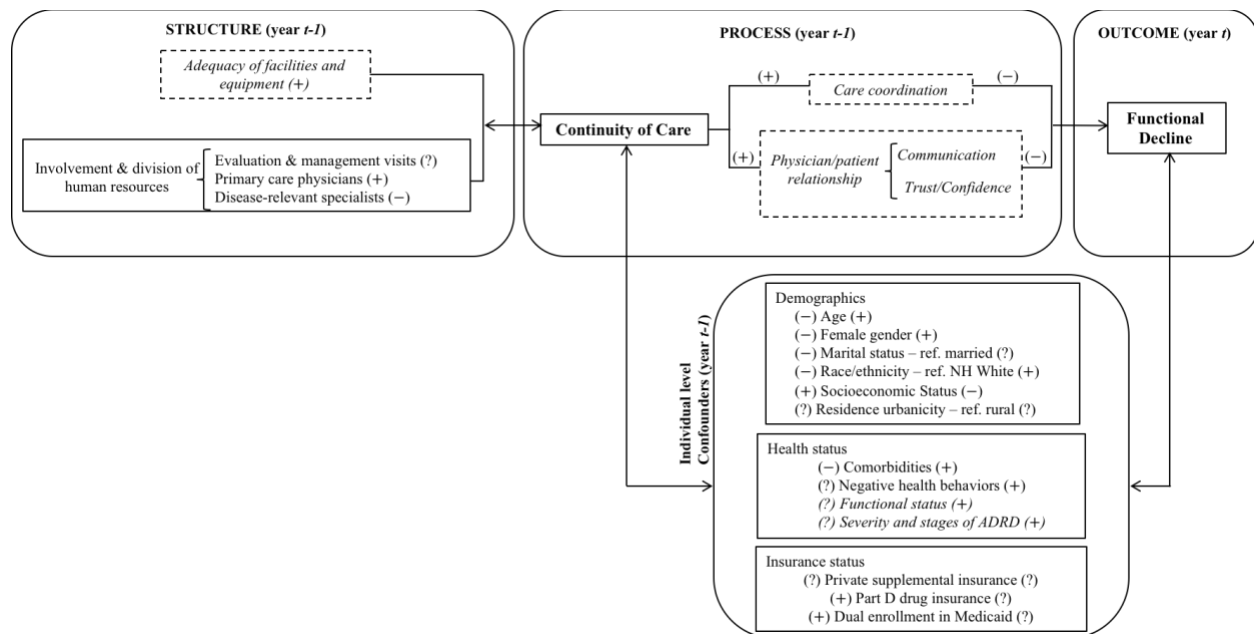 STRUCTURE (year t-1)
Adequacy of facilities and
equipment (+)
Involvement & division of
human resources
Evaluation & management visits (?)
Primary care physicians (+)
Disease-relevant specialists (−)
PROCESS (year t-1)
Continuity of Care
(+)
Care coordination
(−)
(+)
Physician/patient
relationship
Communication
Trust/Confidence
(−)
OUTCOME (year t)
Functional
Decline
Individual level
Confounders (year t-1)
Demographics
(−) Age (+)
(−) Female gender (+)
(−) Marital status – ref. married (?)
(−) Race/ethnicity – ref. NH White (+)
(+) Socioeconomic Status (−)
(?) Residence urbanicity – ref. rural (?)
Health status
(−) Comorbidities (+)
(?) Negative health behaviors (+)
(?) Functional status (+)
(?) Severity and stages of ADRD (+)
Insurance status
(?) Private supplemental insurance (?)
(+) Part D drug insurance (?)
(+) Dual enrollment in Medicaid (?)